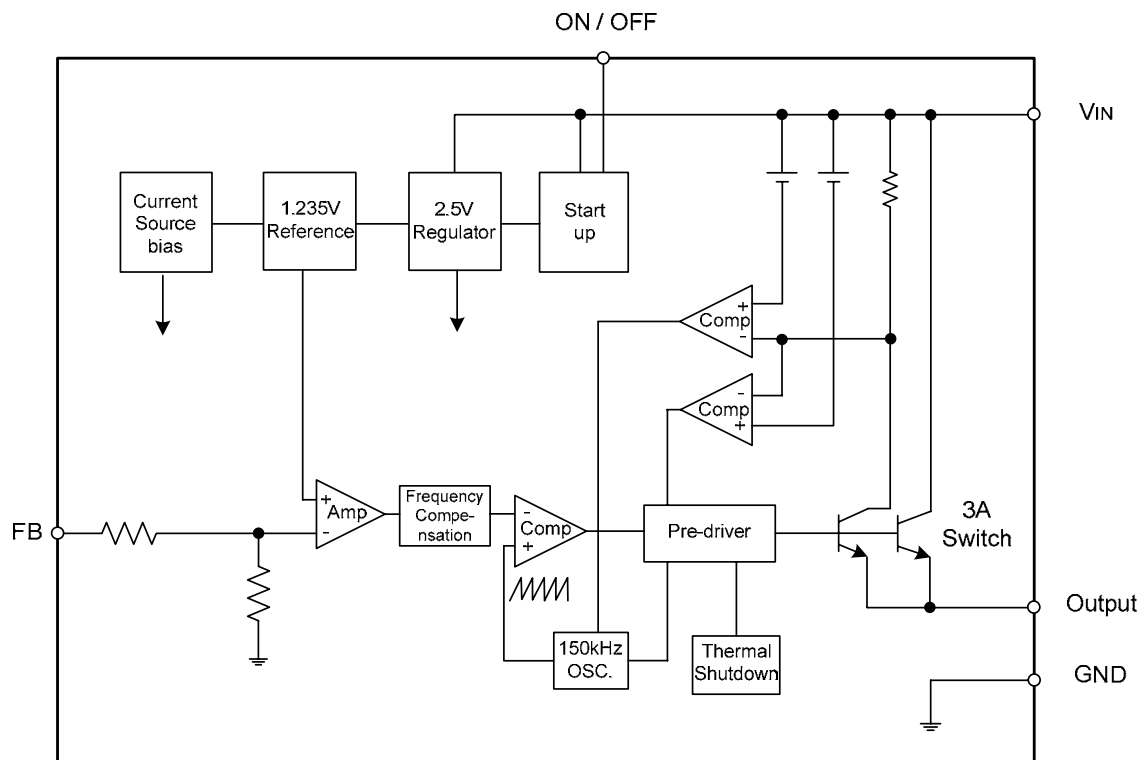 ON / OFF
VIN
Current
Source
bias
1.235V
Reference
2.5V
Regulator
Start
up
+
Comp
-
-
Comp
+
FB
+
Amp
-
Frequency
Compe-
nsation
-
Comp
+
Pre-driver
3A
Switch
Output
150kHz
OSC.
Thermal
Shutdown
GND